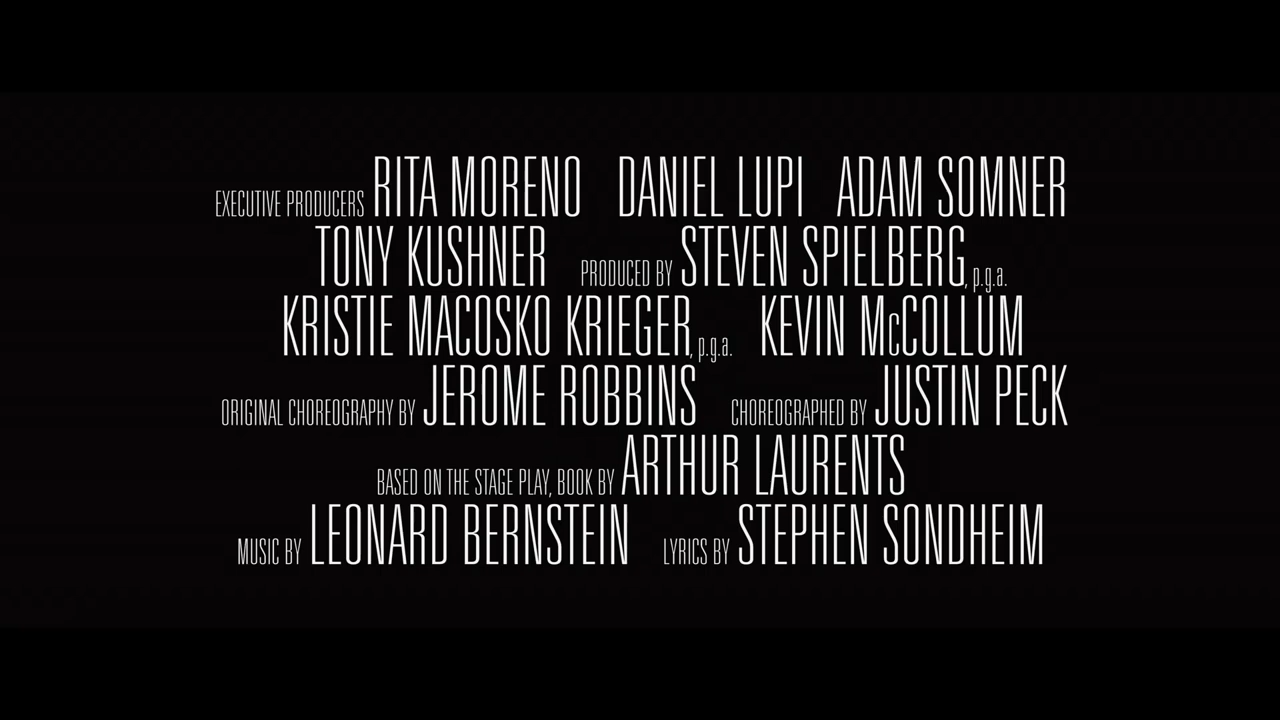 EXECUTIVE PRODUCERS RITA MORENO DANIEL LUPI ADAM SOMNER
TONY KUSHNER PRODUCED BY STEVEN SPIELBERG, p.g.a.
KRISTIE MACOSKO KRIEGER, p.g.a. KEVIN McCOLLUM
ORIGINAL CHOREOGRAPHY BY JEROME ROBBINS CHOREOGRAPHED BY JUSTIN PECK
BASED ON THE STAGE PLAY, BOOK BY ARTHUR LAURENTS
MUSIC BY LEONARD BERNSTEIN LYRICS BY STEPHEN SONDHEIM